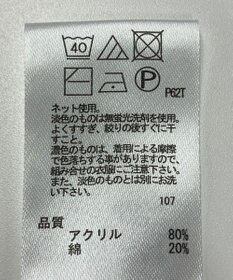 40
P
P62T
ネット使用。
淡色のものは無蛍光洗剤を使用。
よくすすぎ、絞りの後すぐに干
すこと。
濃色のものは、着用による摩擦
で色落ちする事がありますので、
組み合せの衣服にご注意下さい。
また、淡色のものとは別にお洗
い下さい。
107
品質
アクリル 80%
綿 20%